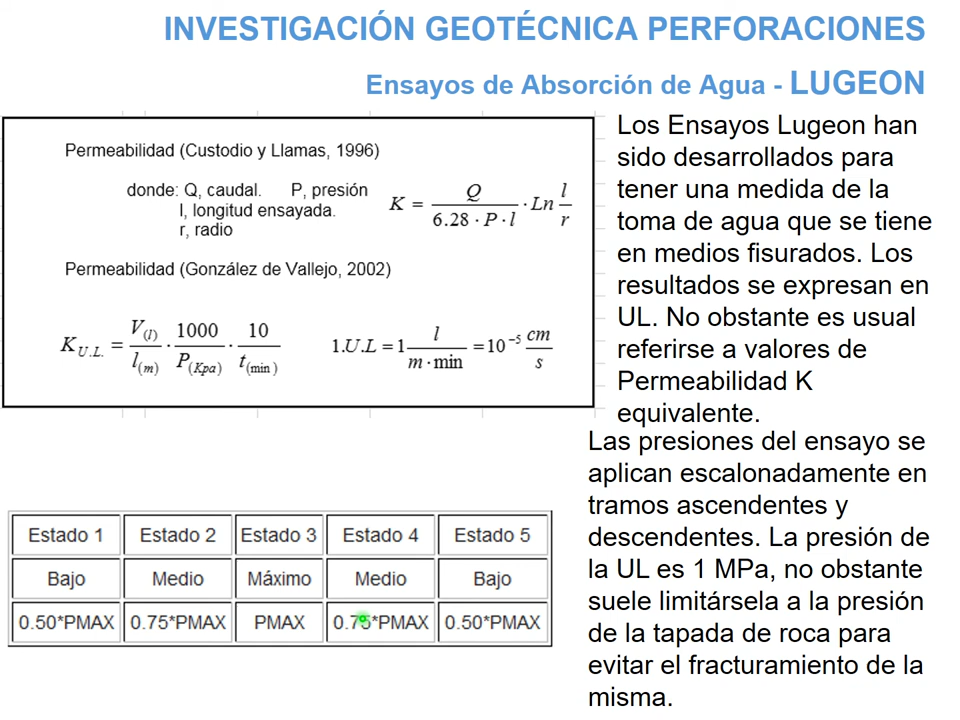 INVESTIGACIÓN GEOTÉCNICA PERFORACIONES
Ensayos de Absorción de Agua - LUGEON
Permeabilidad (Custodio y Llamas, 1996)
donde: Q, caudal. P, presión
l, longitud ensayada.
r, radio
K = Q / (6.28 · P · l) · Ln l / r
Permeabilidad (González de Vallejo, 2002)
K U.L. = V(l) / l(m) · 1000 / P(Kpa) · 10 / t(min)
1.U.L = 1 l / (m · min) = 10⁻⁵ cm / s
Los Ensayos Lugeon han
sido desarrollados para
tener una medida de la
toma de agua que se tiene
en medios fisurados. Los
resultados se expresan en
UL. No obstante es usual
referirse a valores de
Permeabilidad K
equivalente.
Las presiones del ensayo se
aplican escalonadamente en
tramos ascendentes y
descendentes. La presión de
la UL es 1 MPa, no obstante
suele limitársela a la presión
de la tapada de roca para
evitar el fracturamiento de la
misma.
Estado 1 Estado 2 Estado 3 Estado 4 Estado 5
Bajo Medio Máximo Medio Bajo
0.50*PMAX 0.75*PMAX PMAX 0.75*PMAX 0.50*PMAX